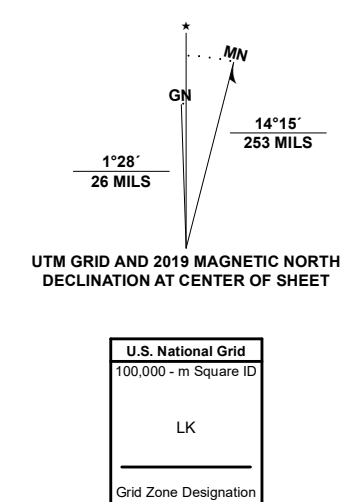 MN
GN
14°15´
253 MILS
1°28´
26 MILS
UTM GRID AND 2019 MAGNETIC NORTH
DECLINATION AT CENTER OF SHEET
U.S. National Grid
100,000 - m Square ID
LK
Grid Zone Designation